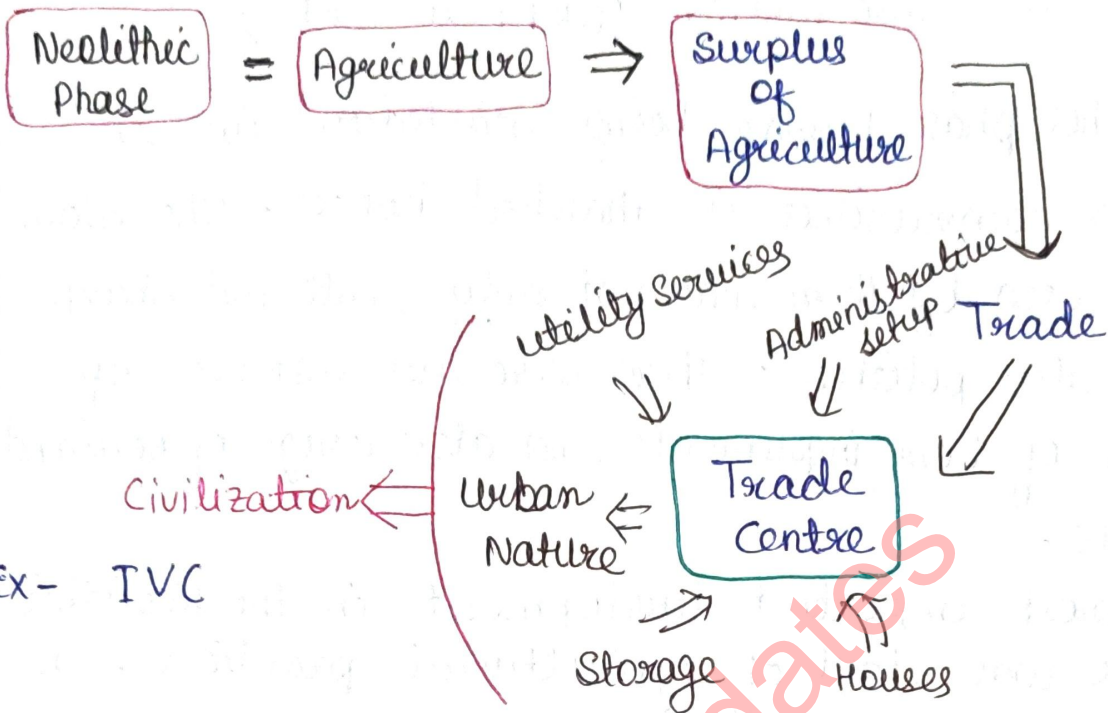 Neolithic
Phase
=
Agriculture
⇒
Surplus
of
Agriculture
utility services
Administrative
setup
Trade
Trade
Centre
Urban
Nature
Civilization
Ex- IVC
Storage
Houses
dates